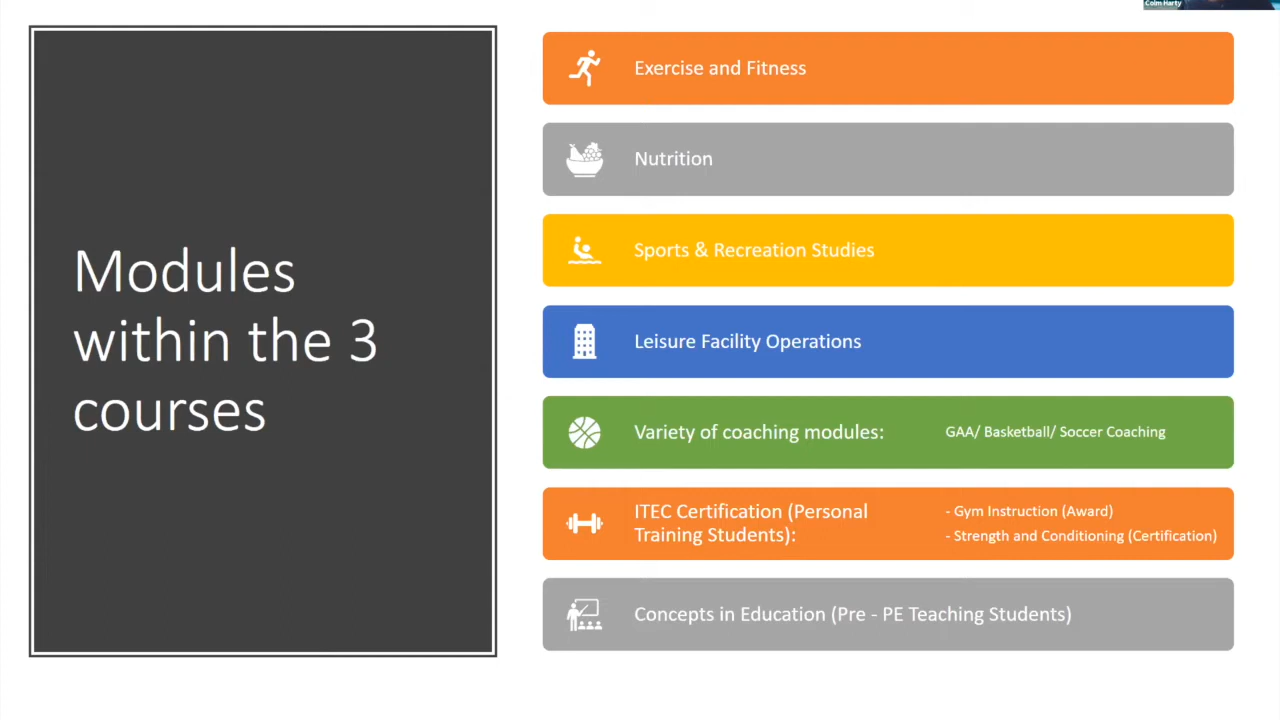 Colm Harty
Modules
within the 3
courses
Exercise and Fitness
Nutrition
Sports & Recreation Studies
Leisure Facility Operations
Variety of coaching modules:
GAA/ Basketball/ Soccer Coaching
ITEC Certification (Personal
Training Students):
- Gym Instruction (Award)
- Strength and Conditioning (Certification)
Concepts in Education (Pre - PE Teaching Students)